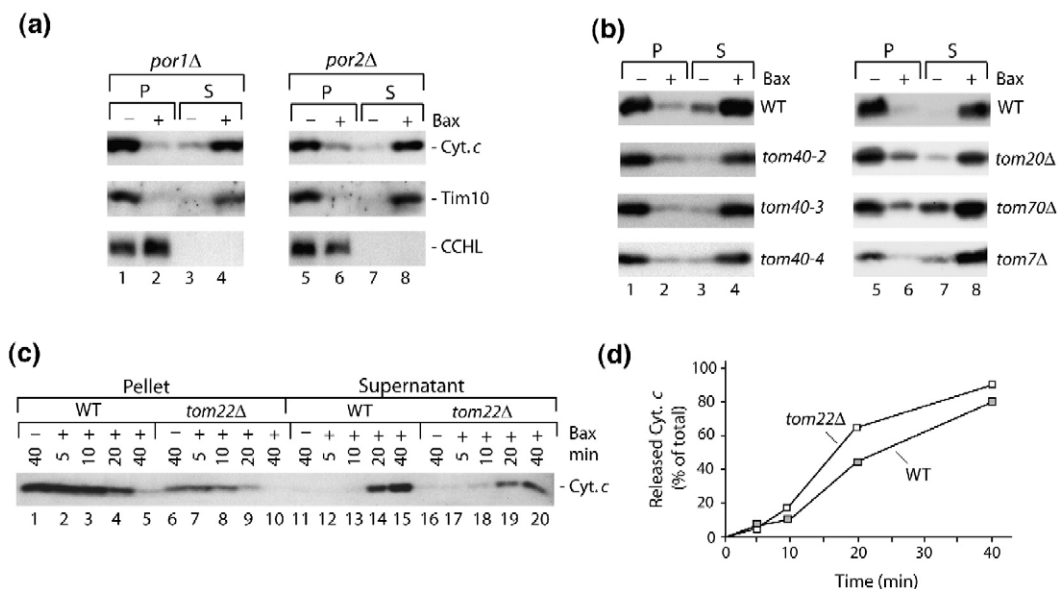 (a)
por1Δ por2Δ
P S P S
– + – + – + – + Bax
- Cyt. c
- Tim10
- CCHL
1 2 3 4 5 6 7 8
(b)
P S P S
– + – + Bax – + – + Bax
WT WT
tom40-2 tom20Δ
tom40-3 tom70Δ
tom40-4 tom7Δ
1 2 3 4 5 6 7 8
(c)
Pellet Supernatant
WT tom22Δ WT tom22Δ
– + + + + – + + + + – + + + + – + + + + Bax
40 5 10 20 40 40 5 10 20 40 40 5 10 20 40 40 5 10 20 40 min
- Cyt. c
1 2 3 4 5 6 7 8 9 10 11 12 13 14 15 16 17 18 19 20
(d)
Released Cyt. c
(% of total)
100
80
60
40
20
0
tom22Δ
WT
0 10 20 30 40
Time (min)